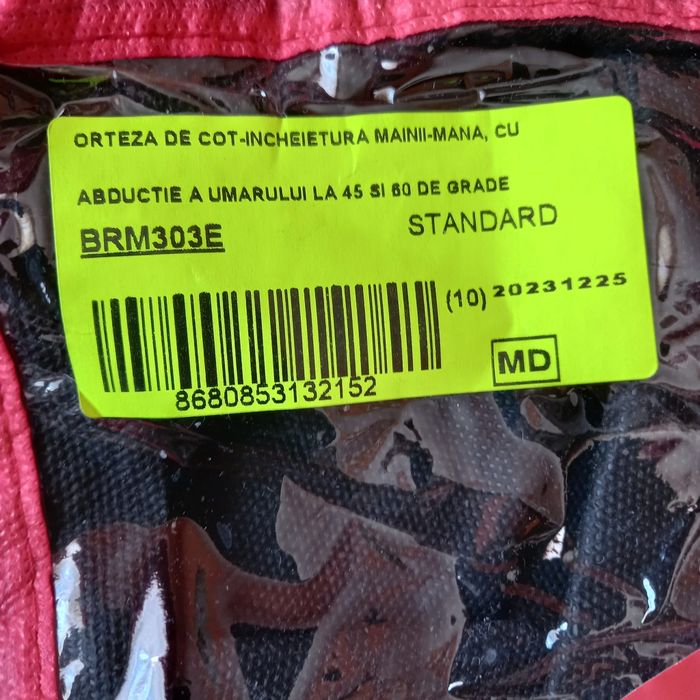 ORTEZA DE COT-INCHEIETURA MAINII-MANA, CU
ABDUCTIE A UMARULUI LA 45 SI 60 DE GRADE
BRM303E STANDARD
(10) 20231225
8680853132152
MD